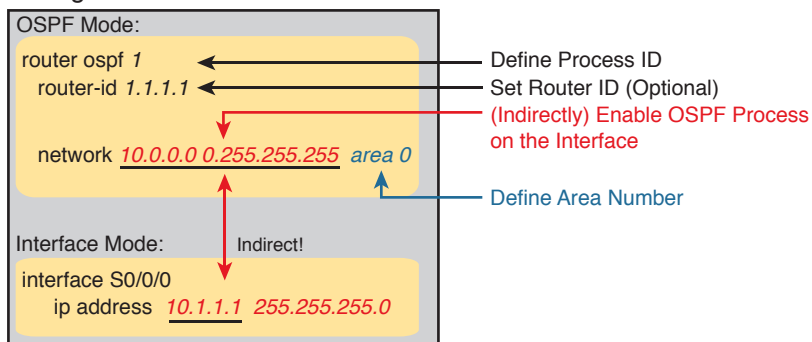 OSPF Mode:
router ospf 1
Define Process ID
router-id 1.1.1.1
Set Router ID (Optional)
(Indirectly) Enable OSPF Process
on the Interface
network 10.0.0.0 0.255.255.255 area 0
Define Area Number
Interface Mode:
Indirect!
interface S0/0/0
ip address 10.1.1.1 255.255.255.0